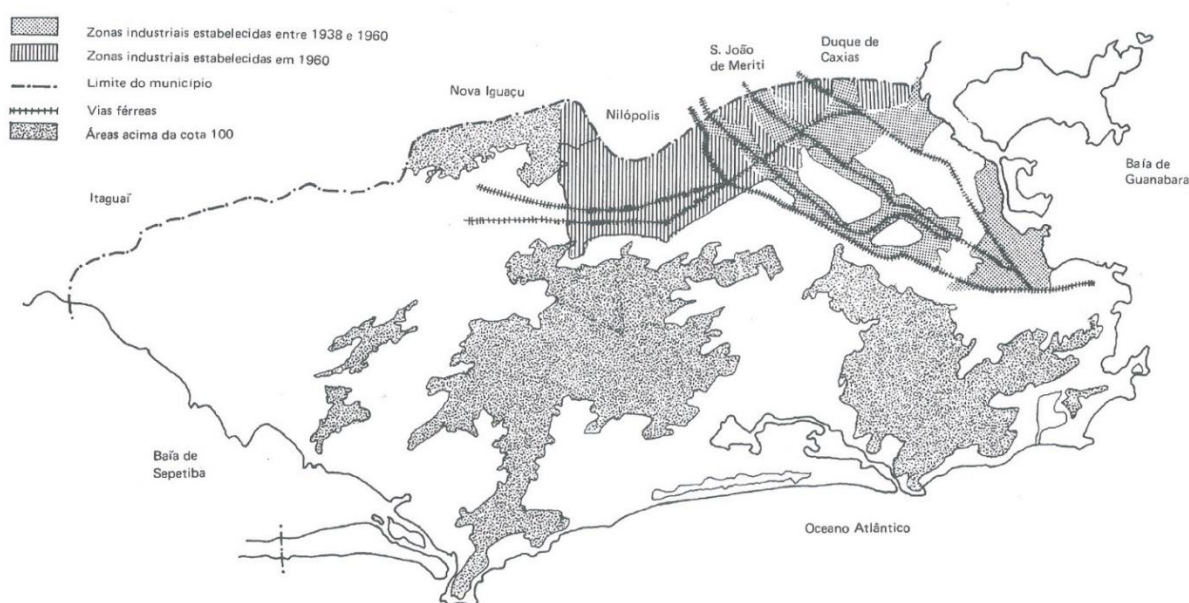 Zonas industriais estabelecidas entre 1938 e 1960
Zonas industriais estabelecidas em 1960
Limite do município
Vias férreas
Áreas acima da cota 100
Nova Iguaçu
Nilópolis
S. João
de Meriti
Duque de
Caxias
Baía de
Guanabara
Itaguaí
Baía de
Sepetiba
Oceano Atlântico